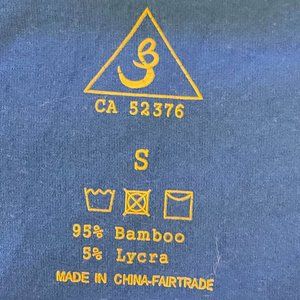 CA 52376
S
95% Bamboo
5% Lycra
MADE IN CHINA-FAIRTRADE